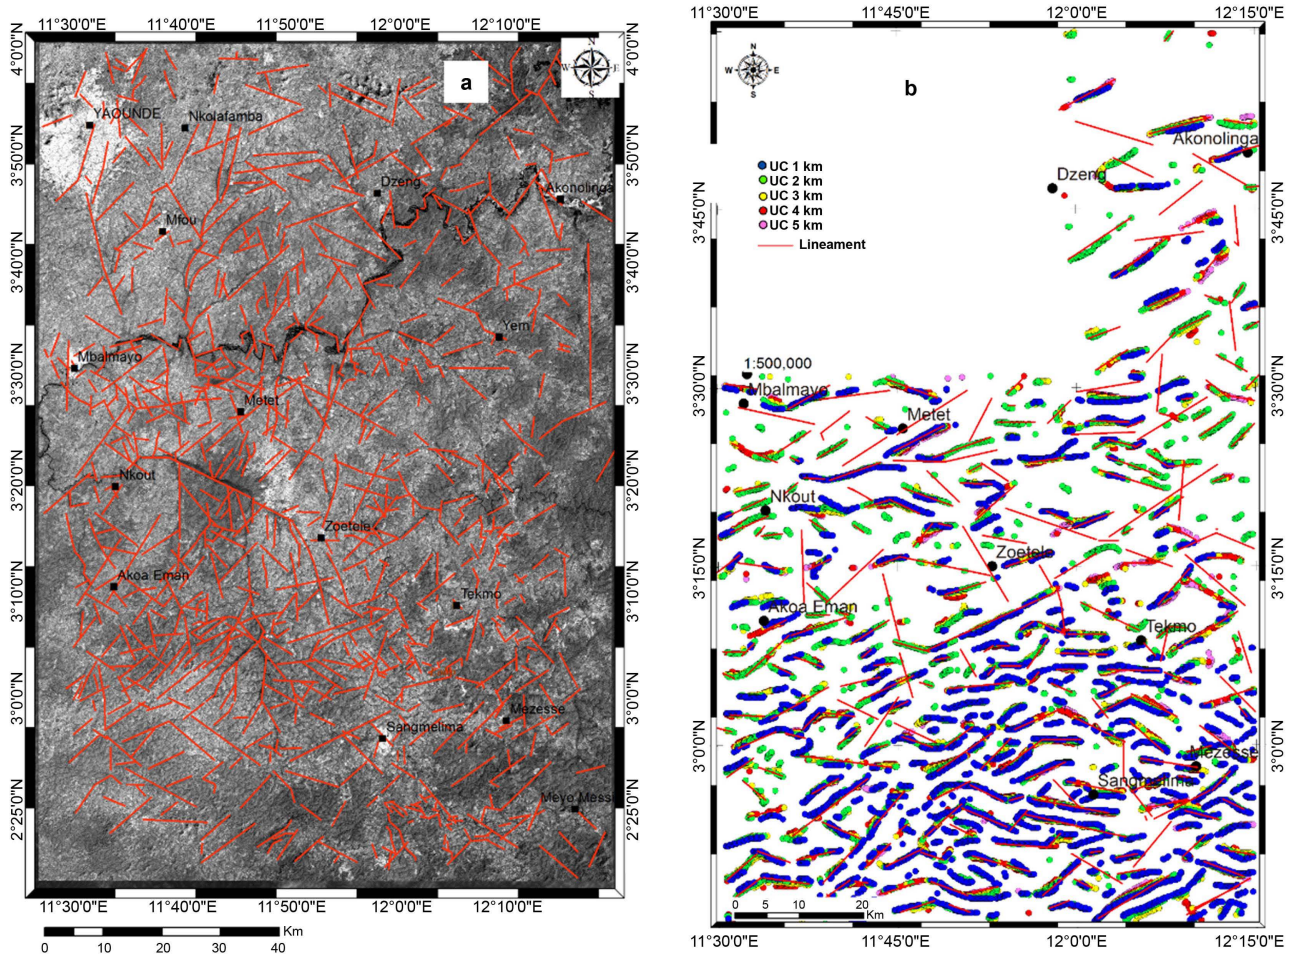 11°30'0"E
11°40'0"E
11°50'0"E
12°0'0"E
12°10'0"E
4°0'0"N
3°50'0"N
3°40'0"N
3°30'0"N
3°20'0"N
3°10'0"N
3°0'0"N
2°25'0"N
a
N
W
E
S
YAOUNDE
Nkolafamba
Dzeng
Akonolinga
Mfou
Yem
Mbalmayo
Metet
Nkout
Zoetele
Akoa Eman
Tekmo
Mezesse
Sangmelima
Meyo Messi
4°0'0"N
3°50'0"N
3°40'0"N
3°30'0"N
3°20'0"N
3°10'0"N
3°0'0"N
2°25'0"N
11°30'0"E
11°40'0"E
11°50'0"E
12°0'0"E
12°10'0"E
Km
10
0
10
20
30
40
11°30'0"E
11°45'0"E
12°0'0"E
12°15'0"E
3°45'0"N
3°30'0"N
3°15'0"N
3°0'0"N
b
N
W
E
S
UC 1 km
UC 2 km
UC 3 km
UC 4 km
UC 5 km
Lineament
1:500,000
Akonolinga
Dzeng
Mbalmayo
Metet
Nkout
Zoetele
Akoa Eman
Tekmo
Mezesse
Sangmelima
3°45'0"N
3°30'0"N
3°15'0"N
3°0'0"N
0
5
10
20
Km
11°30'0"E
11°45'0"E
12°0'0"E
12°15'0"E